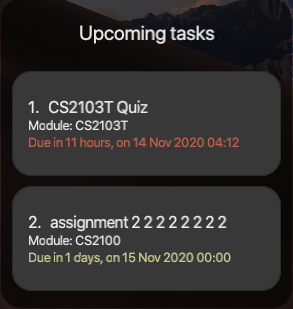 Upcoming tasks
1. CS2103T Quiz
Module: CS2103T
Due in 11 hours, on 14 Nov 2020 04:12
2. assignment 2 2 2 2 2 2 2 2
Module: CS2100
Due in 1 days, on 15 Nov 2020 00:00